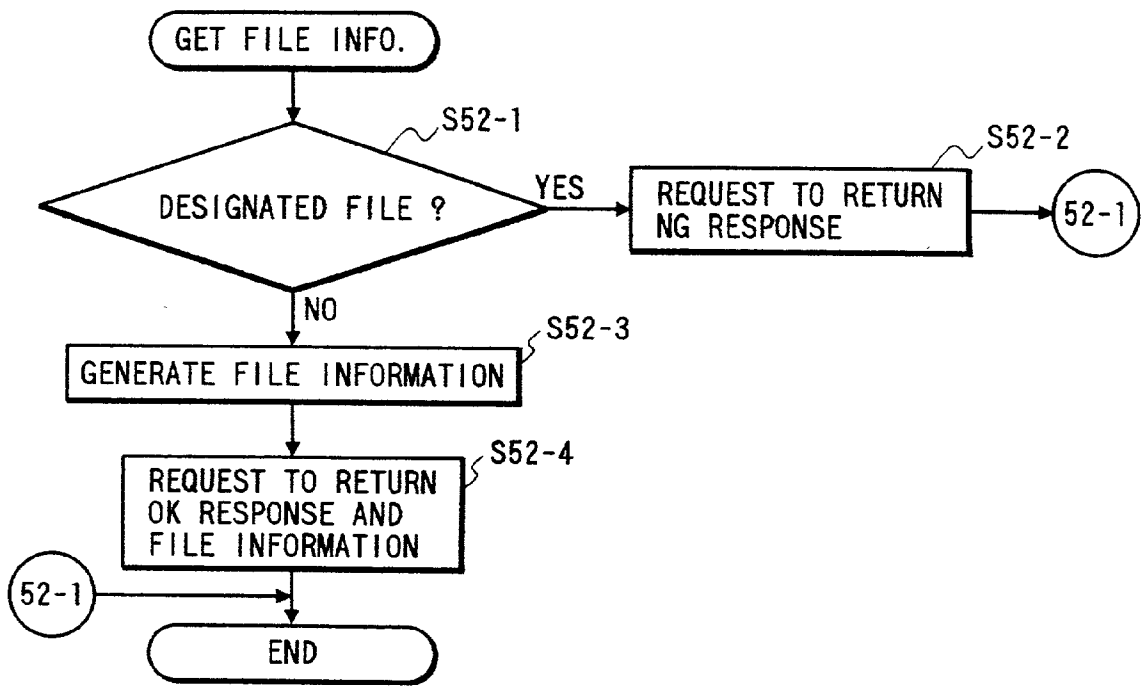 GET FILE INFO.
S52-1
DESIGNATED FILE ?
YES
S52-2
REQUEST TO RETURN
NG RESPONSE
52-1
NO
S52-3
GENERATE FILE INFORMATION
S52-4
REQUEST TO RETURN
OK RESPONSE AND
FILE INFORMATION
52-1
END